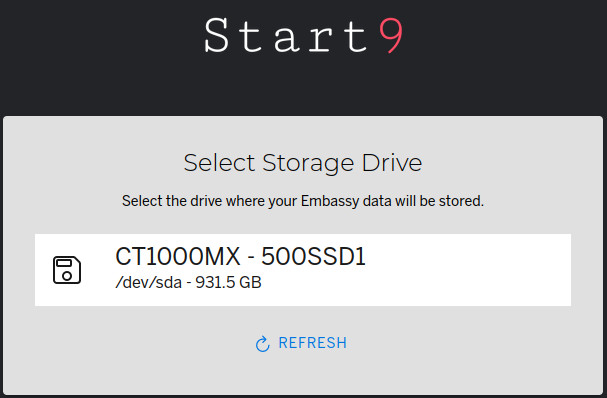 Start9
Select Storage Drive
Select the drive where your Embassy data will be stored.
CT1000MX - 500SSD1
/dev/sda - 931.5 GB
REFRESH